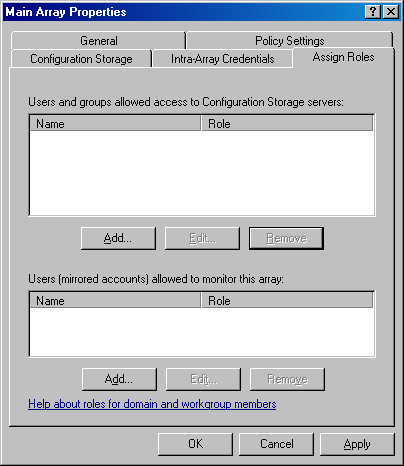 Main Array Properties
General Policy Settings
Configuration Storage Intra-Array Credentials Assign Roles
Users and groups allowed access to Configuration Storage servers:
Name Role
Add... Edit... Remove
Users (mirrored accounts) allowed to monitor this array:
Name Role
Add... Edit... Remove
Help about roles for domain and workgroup members
OK Cancel Apply